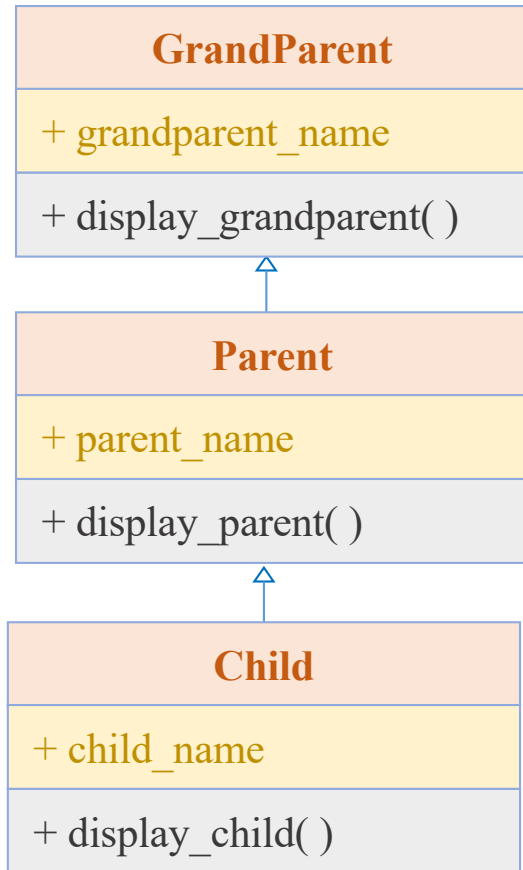 GrandParent
+ grandparent_name
+ display_grandparent( )
Parent
+ parent_name
+ display_parent( )
Child
+ child_name
+ display_child( )